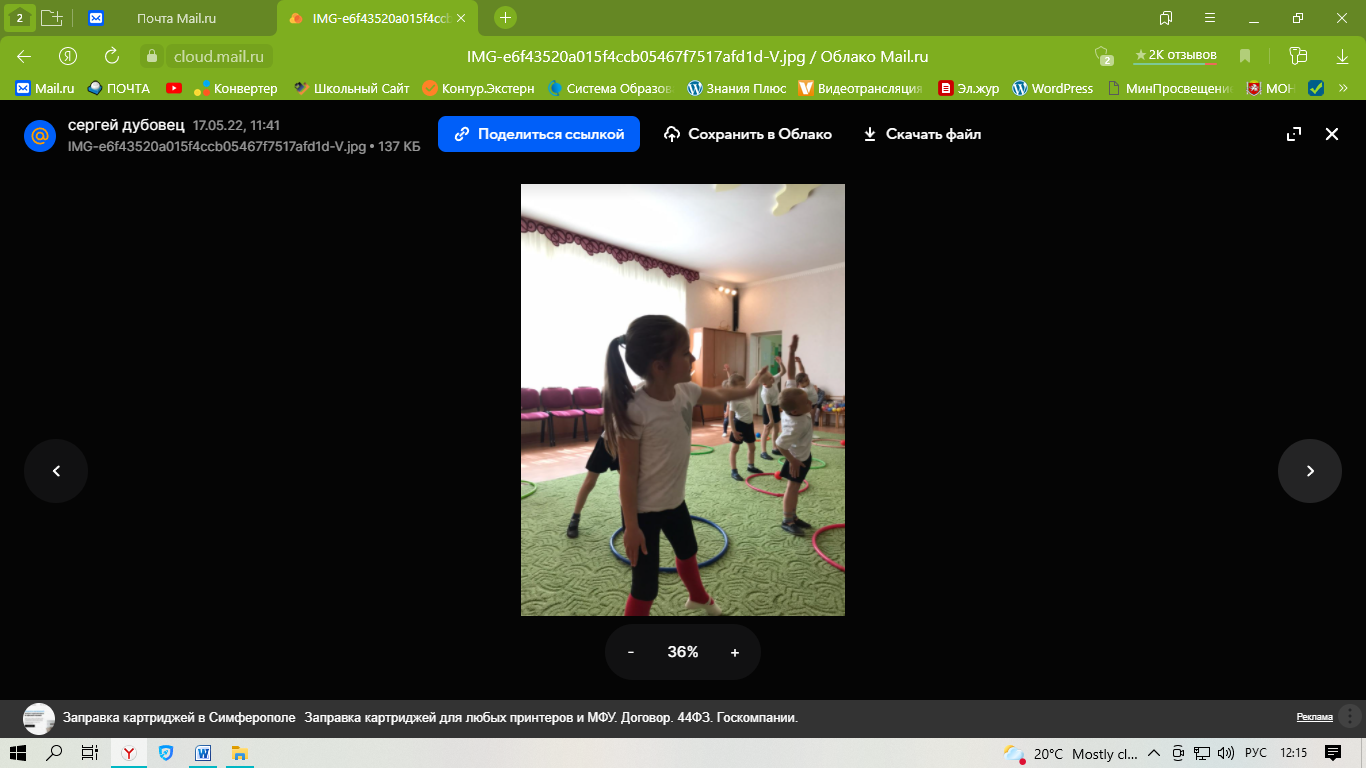 2
Почта Mail.ru
IMG-e6f43520a015f4ccb
cloud.mail.ru
IMG-e6f43520a015f4ccb05467f7517afd1d-V.jpg / Облако Mail.ru
2
2K отзывов
Mail.ru
ПОЧТА
Конвертер
Школьный Сайт
Контур.Экстерн
Система Образов
Знания Плюс
Видеотрансляция
Эл.жур
WordPress
МинПросвещени
МОН
сергей дубовец 17.05.22, 11:41
IMG-e6f43520a015f4ccb05467f7517afd1d-V.jpg • 137 КБ
Поделиться ссылкой
Сохранить в Облако
Скачать файл
- 36% +
Заправка картриджей в Симферополе Заправка картриджей для любых принтеров и МФУ. Договор. 44ФЗ. Госкомпании.
Реклама
20°C Mostly cl...
РУС
12:15